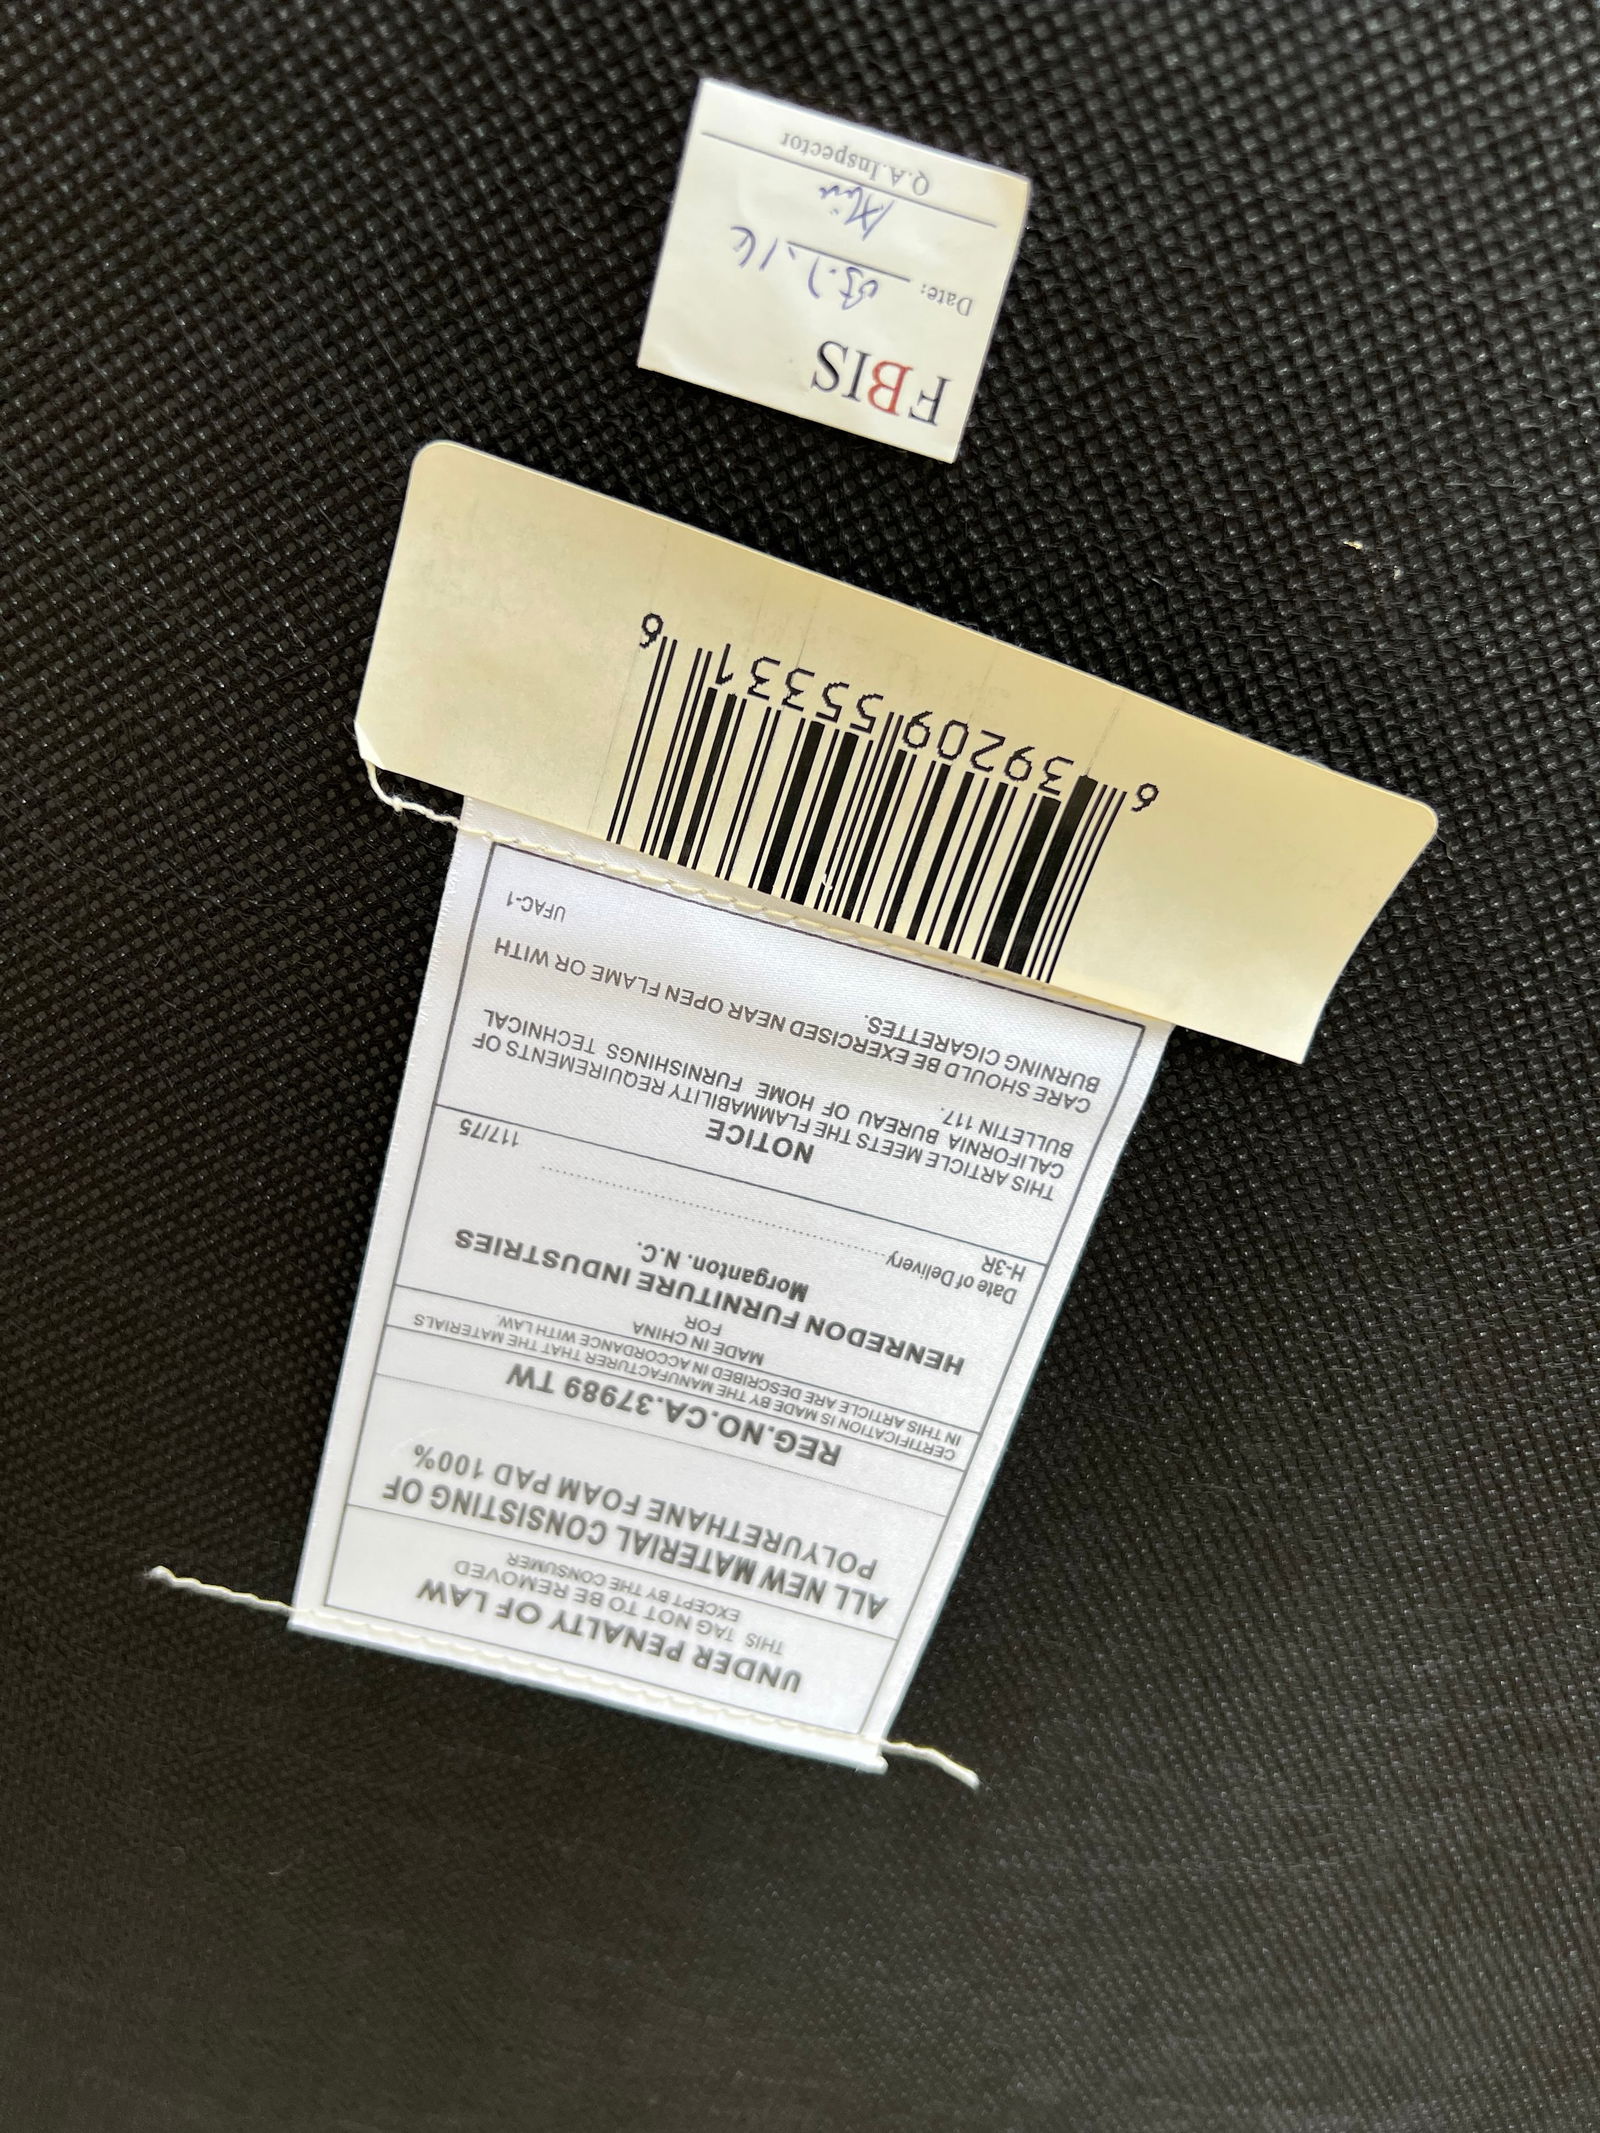 UNDER PENALTY OF LAW
THIS TAG NOT TO BE REMOVED
EXCEPT BY THE CONSUMER
ALL NEW MATERIAL CONSISTING OF
POLYURETHANE FOAM PAD 100%
REG.NO.CA.37989 TW
CERTIFICATION IS MADE BY THE MANUFACTURER THAT THE MATERIALS
IN THIS ARTICLE ARE DESCRIBED IN ACCORDANCE WITH LAW.
MADE IN CHINA
FOR
HENREDON FURNITURE INDUSTRIES
Morganton. N.C.
Date of Delivery
H-3R 117/75
NOTICE
THIS ARTICLE MEETS THE FLAMMABILITY REQUIREMENTS OF
CALIFORNIA BUREAU OF HOME FURNISHINGS TECHNICAL
BULLETIN 117.
CARE SHOULD BE EXERCISED NEAR OPEN FLAME OR WITH
BURNING CIGARETTES.
UFAC-1
6 39209 55331 6
FBIS
Date:
Q.A.Inspector